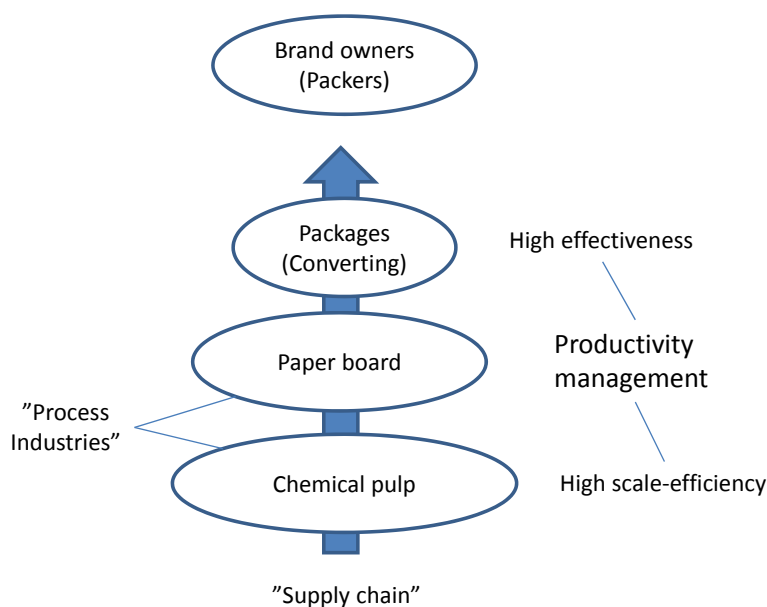 Brand owners
(Packers)
Packages
(Converting)
High effectiveness
Paper board
Productivity
management
”Process
Industries”
Chemical pulp
High scale-efficiency
”Supply chain”